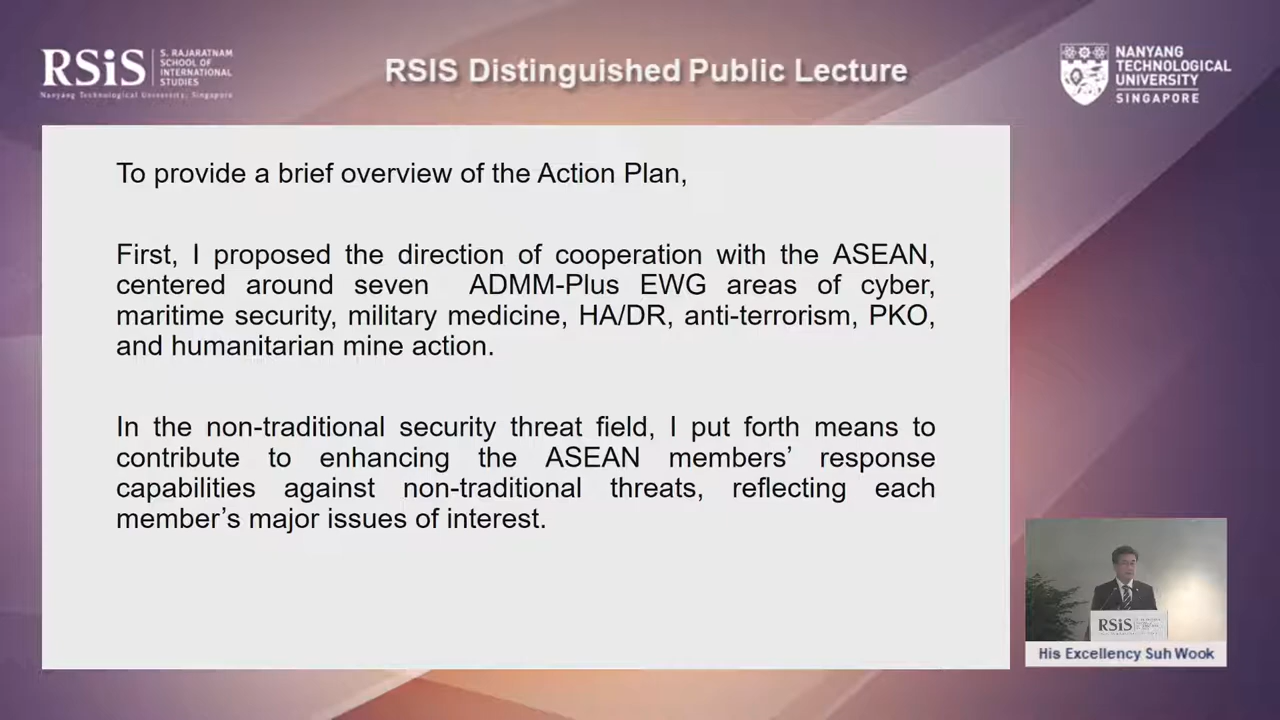 RSiS
S. RAJARATNAM
SCHOOL OF
INTERNATIONAL
STUDIES
Nanyang Technological University, Singapore
RSIS Distinguished Public Lecture
NANYANG
TECHNOLOGICAL
UNIVERSITY
SINGAPORE
To provide a brief overview of the Action Plan,
First, I proposed the direction of cooperation with the ASEAN,
centered around seven ADMM-Plus EWG areas of cyber,
maritime security, military medicine, HA/DR, anti-terrorism, PKO,
and humanitarian mine action.
In the non-traditional security threat field, I put forth means to
contribute to enhancing the ASEAN members’ response
capabilities against non-traditional threats, reflecting each
member’s major issues of interest.
RSiS
His Excellency Suh Wook